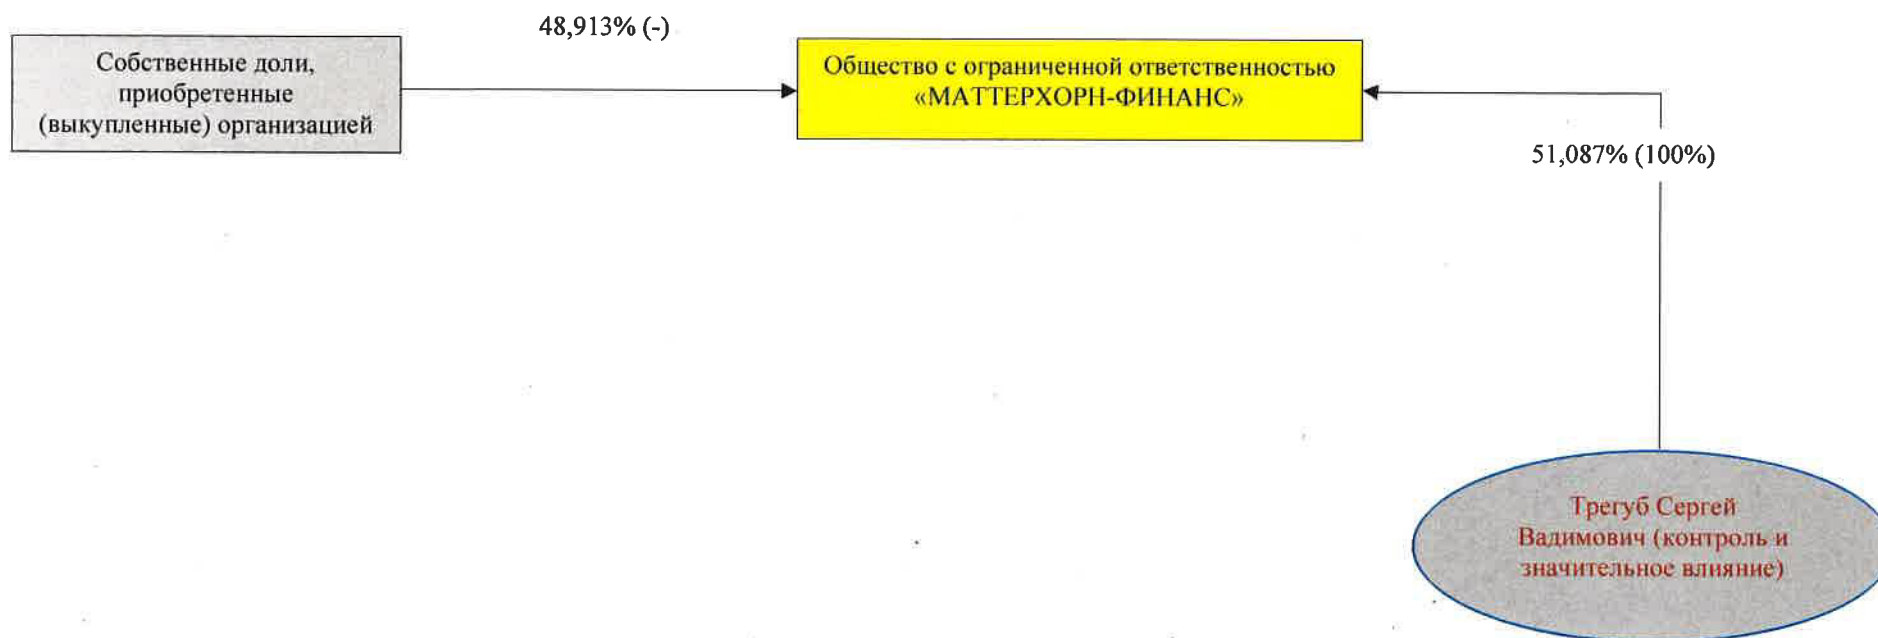 48,913% (-)
Собственные доли,
приобретенные
(выкупленные) организацией
Общество с ограниченной ответственностью
«МАТТЕРХОРН-ФИНАНС»
51,087% (100%)
Трегуб Сергей
Вадимович (контроль и
значительное влияние)